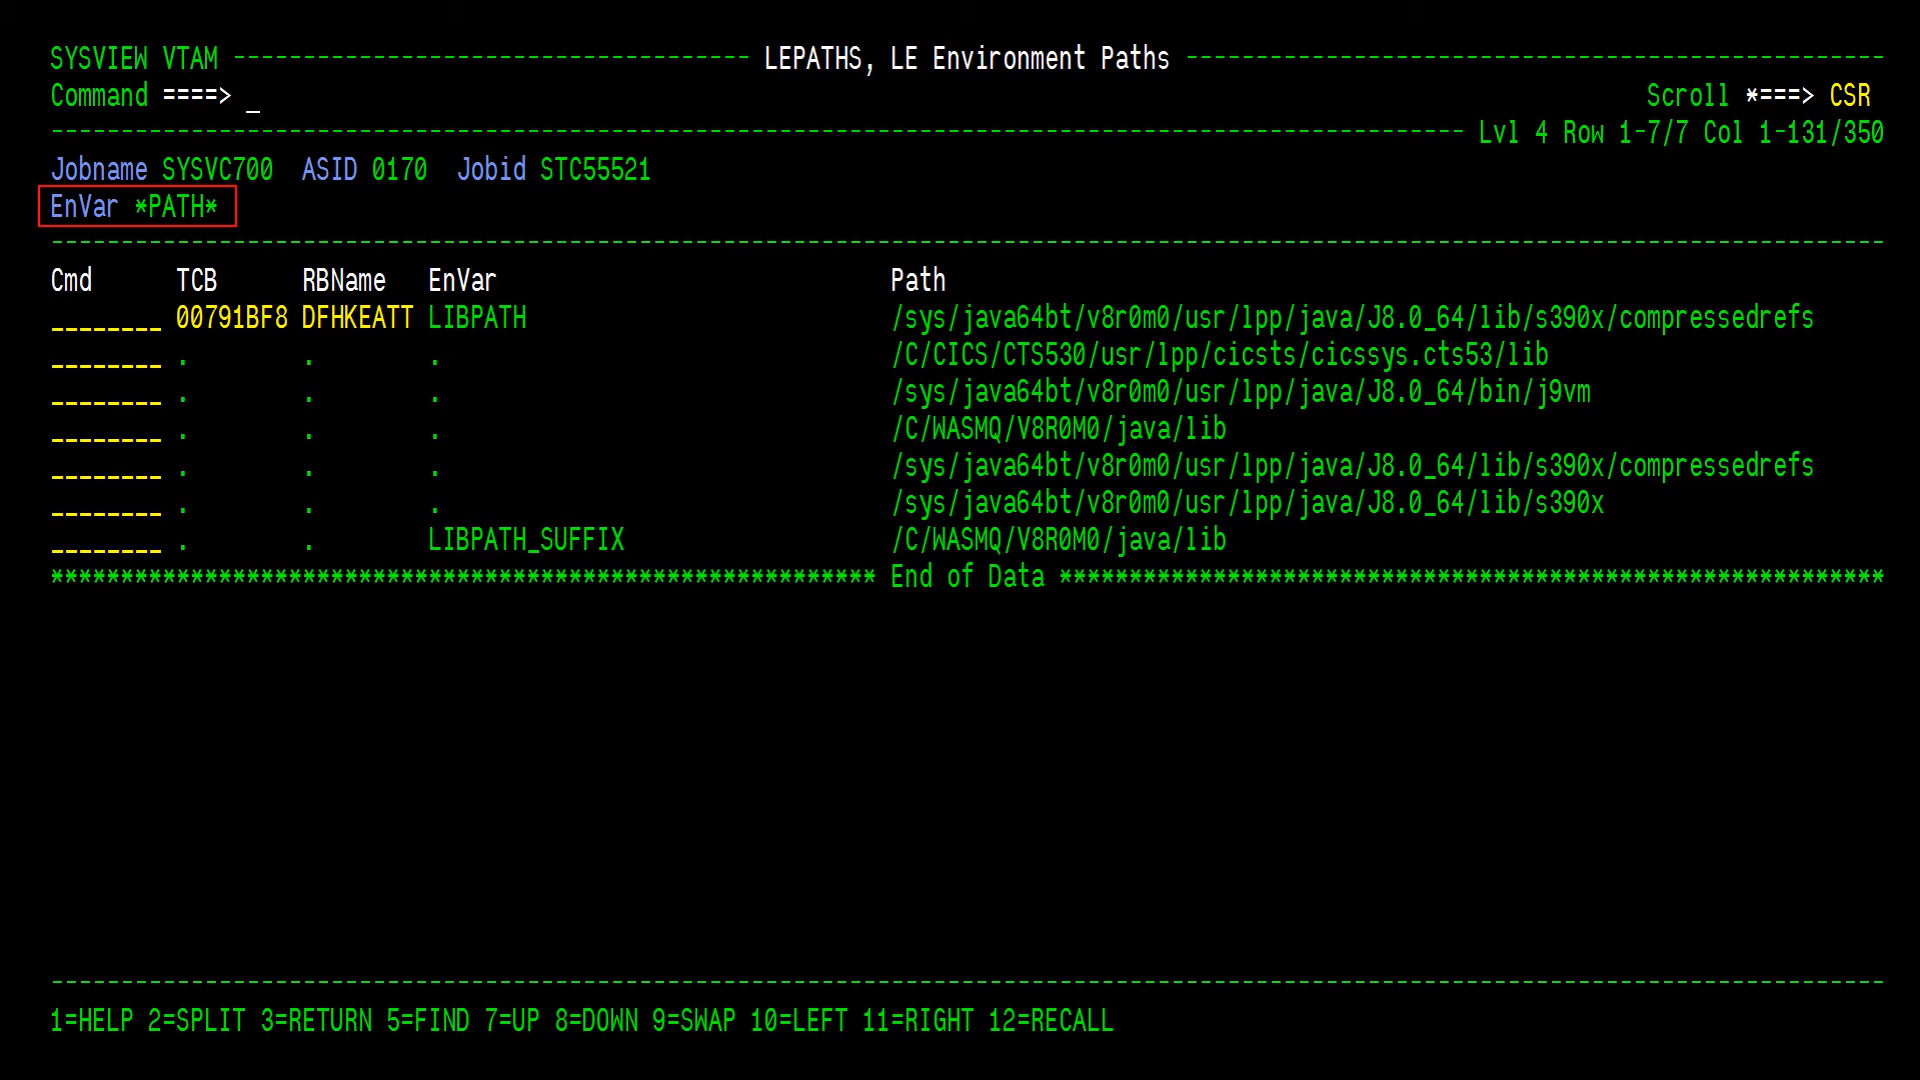 SYSVIEW VTAM ------------------------------------- LEPATHS, LE Environment Paths --------------------------------------------------
Command ====> _ Scroll *===> CSR
----------------------------------------------------------------------------------------------------- Lvl 4 Row 1-7/7 Col 1-131/350
Jobname SYSVC700 ASID 0170 Jobid STC55521
EnVar *PATH*
-----------------------------------------------------------------------------------------------------------------------------------
Cmd TCB RBName EnVar Path
________ 00791BF8 DFHKEATT LIBPATH /sys/java64bt/v8r0m0/usr/lpp/java/J8.0_64/lib/s390x/compressedrefs
________ . . . /C/CICS/CTS530/usr/lpp/cicsts/cicssys.cts53/lib
________ . . . /sys/java64bt/v8r0m0/usr/lpp/java/J8.0_64/bin/j9vm
________ . . . /C/WASMQ/V8R0M0/java/lib
________ . . . /sys/java64bt/v8r0m0/usr/lpp/java/J8.0_64/lib/s390x/compressedrefs
________ . . . /sys/java64bt/v8r0m0/usr/lpp/java/J8.0_64/lib/s390x
________ . . LIBPATH_SUFFIX /C/WASMQ/V8R0M0/java/lib
*********************************************************** End of Data ***********************************************************
-----------------------------------------------------------------------------------------------------------------------------------
1=HELP 2=SPLIT 3=RETURN 5=FIND 7=UP 8=DOWN 9=SWAP 10=LEFT 11=RIGHT 12=RECALL